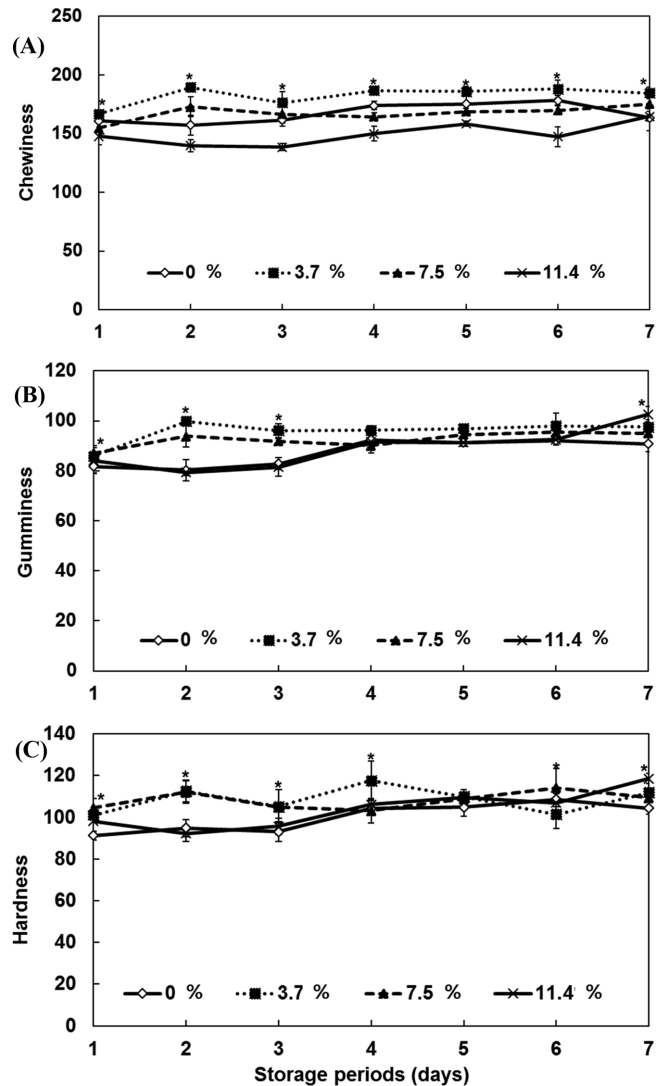 (A)
250
200
150
100
50
0
Chewiness
* * * * * * *
0 % 3.7 % 7.5 % 11.4 %
1 2 3 4 5 6 7
(B)
120
100
80
60
40
20
0
Gumminess
* * * *
0 % 3.7 % 7.5 % 11.4 %
1 2 3 4 5 6 7
(C)
140
120
100
80
60
40
20
0
Hardness
* * * * * *
0 % 3.7 % 7.5 % 11.4 %
1 2 3 4 5 6 7
Storage periods (days)